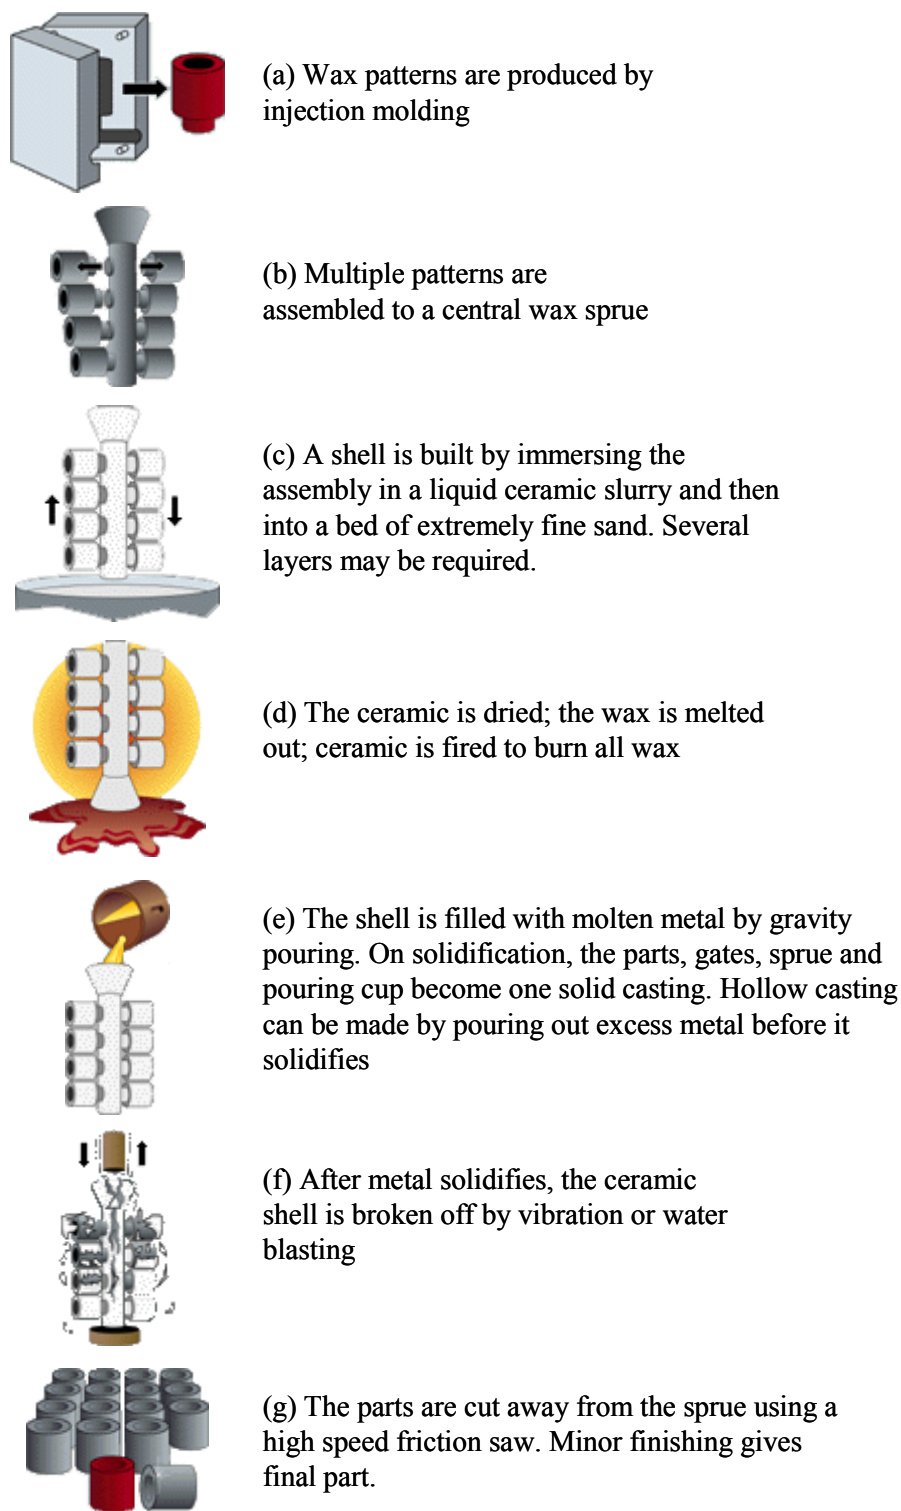 (a) Wax patterns are produced by
injection molding
(b) Multiple patterns are
assembled to a central wax sprue
(c) A shell is built by immersing the
assembly in a liquid ceramic slurry and then
into a bed of extremely fine sand. Several
layers may be required.
(d) The ceramic is dried; the wax is melted
out; ceramic is fired to burn all wax
(e) The shell is filled with molten metal by gravity
pouring. On solidification, the parts, gates, sprue and
pouring cup become one solid casting. Hollow casting
can be made by pouring out excess metal before it
solidifies
(f) After metal solidifies, the ceramic
shell is broken off by vibration or water
blasting
(g) The parts are cut away from the sprue using a
high speed friction saw. Minor finishing gives
final part.